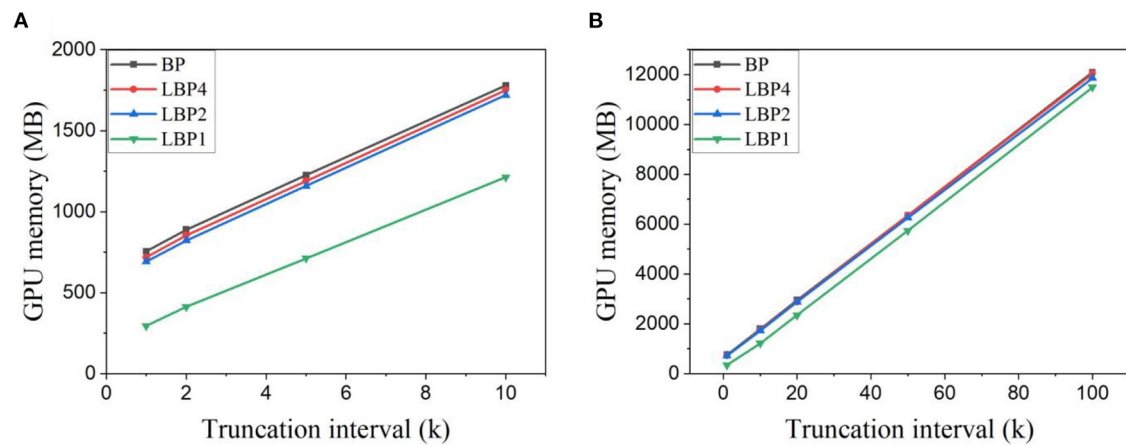 A
2000
1500
1000
500
0
GPU memory (MB)
BP
LBP4
LBP2
LBP1
0 2 4 6 8 10
Truncation interval (k)
B
12000
10000
8000
6000
4000
2000
0
GPU memory (MB)
BP
LBP4
LBP2
LBP1
0 20 40 60 80 100
Truncation interval (k)